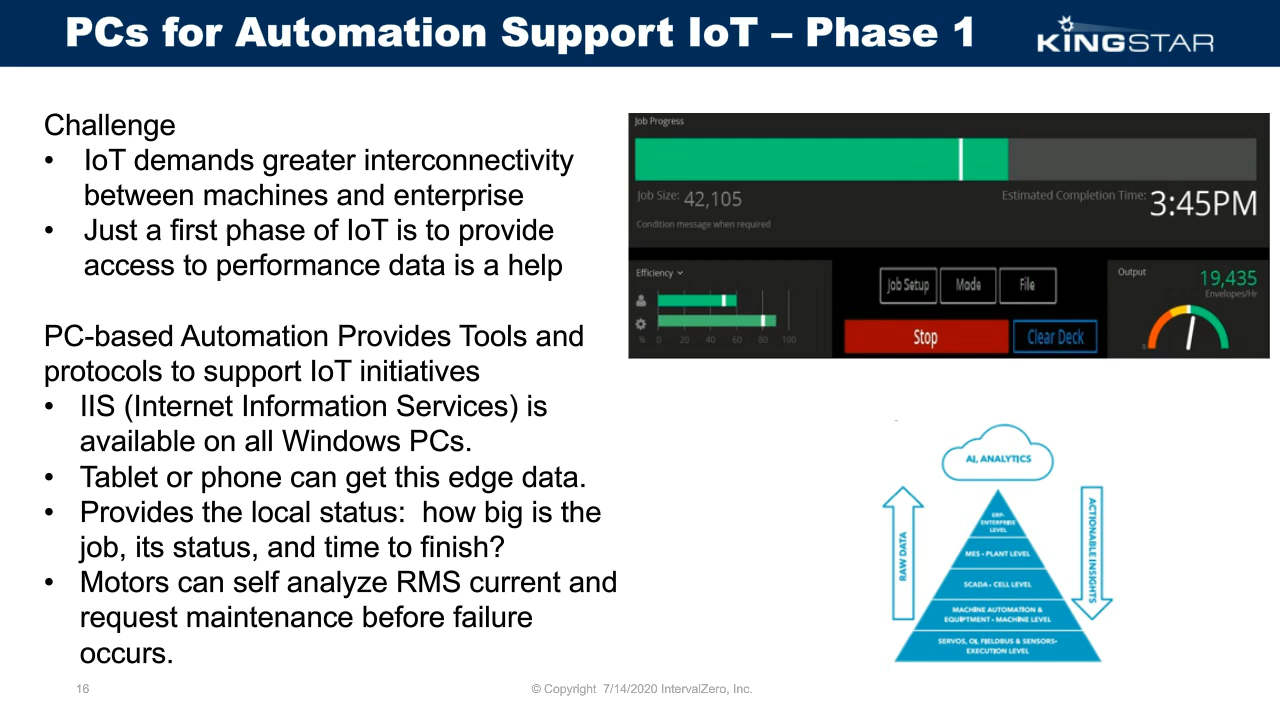 PCs for Automation Support IoT – Phase 1
KINGSTAR
Challenge
• IoT demands greater interconnectivity
between machines and enterprise
• Just a first phase of IoT is to provide
access to performance data is a help
PC-based Automation Provides Tools and
protocols to support IoT initiatives
• IIS (Internet Information Services) is
available on all Windows PCs.
• Tablet or phone can get this edge data.
• Provides the local status:  how big is the
job, its status, and time to finish?
• Motors can self analyze RMS current and
request maintenance before failure
occurs.
Job Progress
Job Size: 42,105
Estimated Completion Time: 3:45PM
Condition message when required
Efficiency
% 0 20 40 60 80 100
Job Setup
Mode
File
Stop
Clear Deck
Output
19,435
Envelopes/Hr
0
AI, ANALYTICS
RAW DATA
ERP-
ENTERPRISE
LEVEL
MES - PLANT LEVEL
SCADA - CELL LEVEL
MACHINE AUTOMATION &
EQUIPTMENT - MACHINE LEVEL
SERVOS, OI, FIELDBUS & SENSORS-
EXECUTION LEVEL
ACTIONABLE INSIGHTS
16
© Copyright  7/14/2020 IntervalZero, Inc.